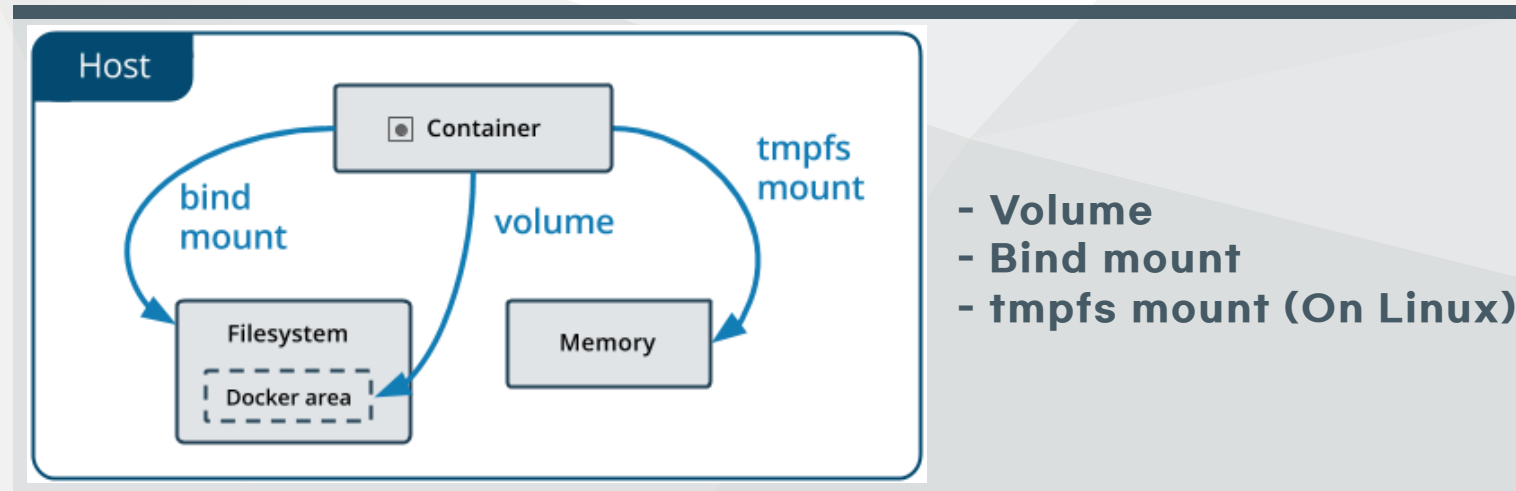 Host
Container
bind
mount
volume
tmpfs
mount
Filesystem
Docker area
Memory
- Volume
- Bind mount
- tmpfs mount (On Linux)